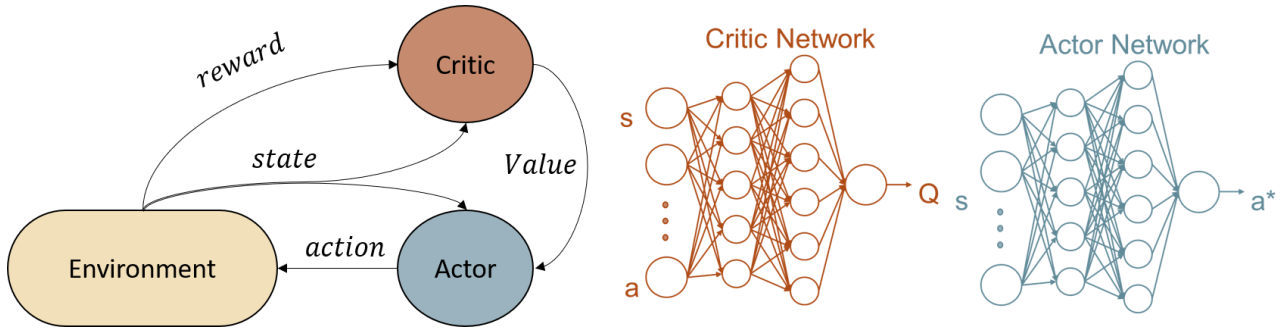 reward
Critic
state
Value
Environment
action
Actor
Critic Network
s
a
Q
Actor Network
s
a*